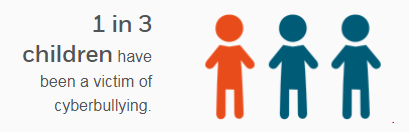 1 in 3
children have
been a victim of
cyberbullying.